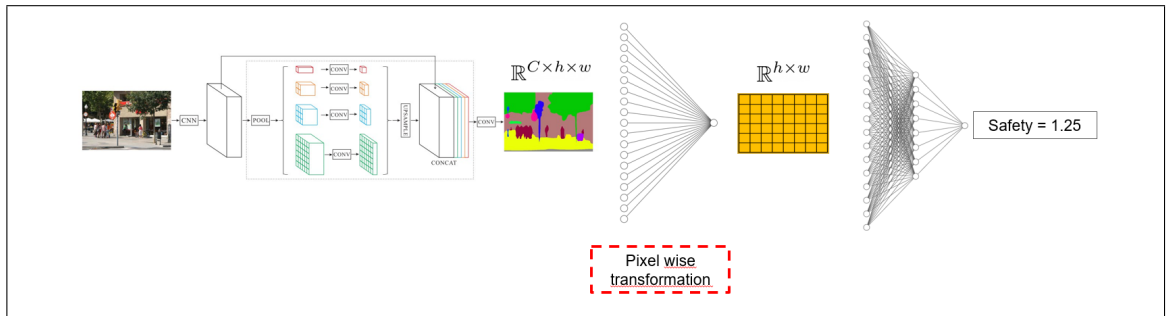 CNN
POOL
CONV
CONV
CONV
CONV
UPSAMPLE
CONCAT
CONV
ℝ^{C×h×w}
ℝ^{h×w}
Safety = 1.25
Pixel wise
transformation